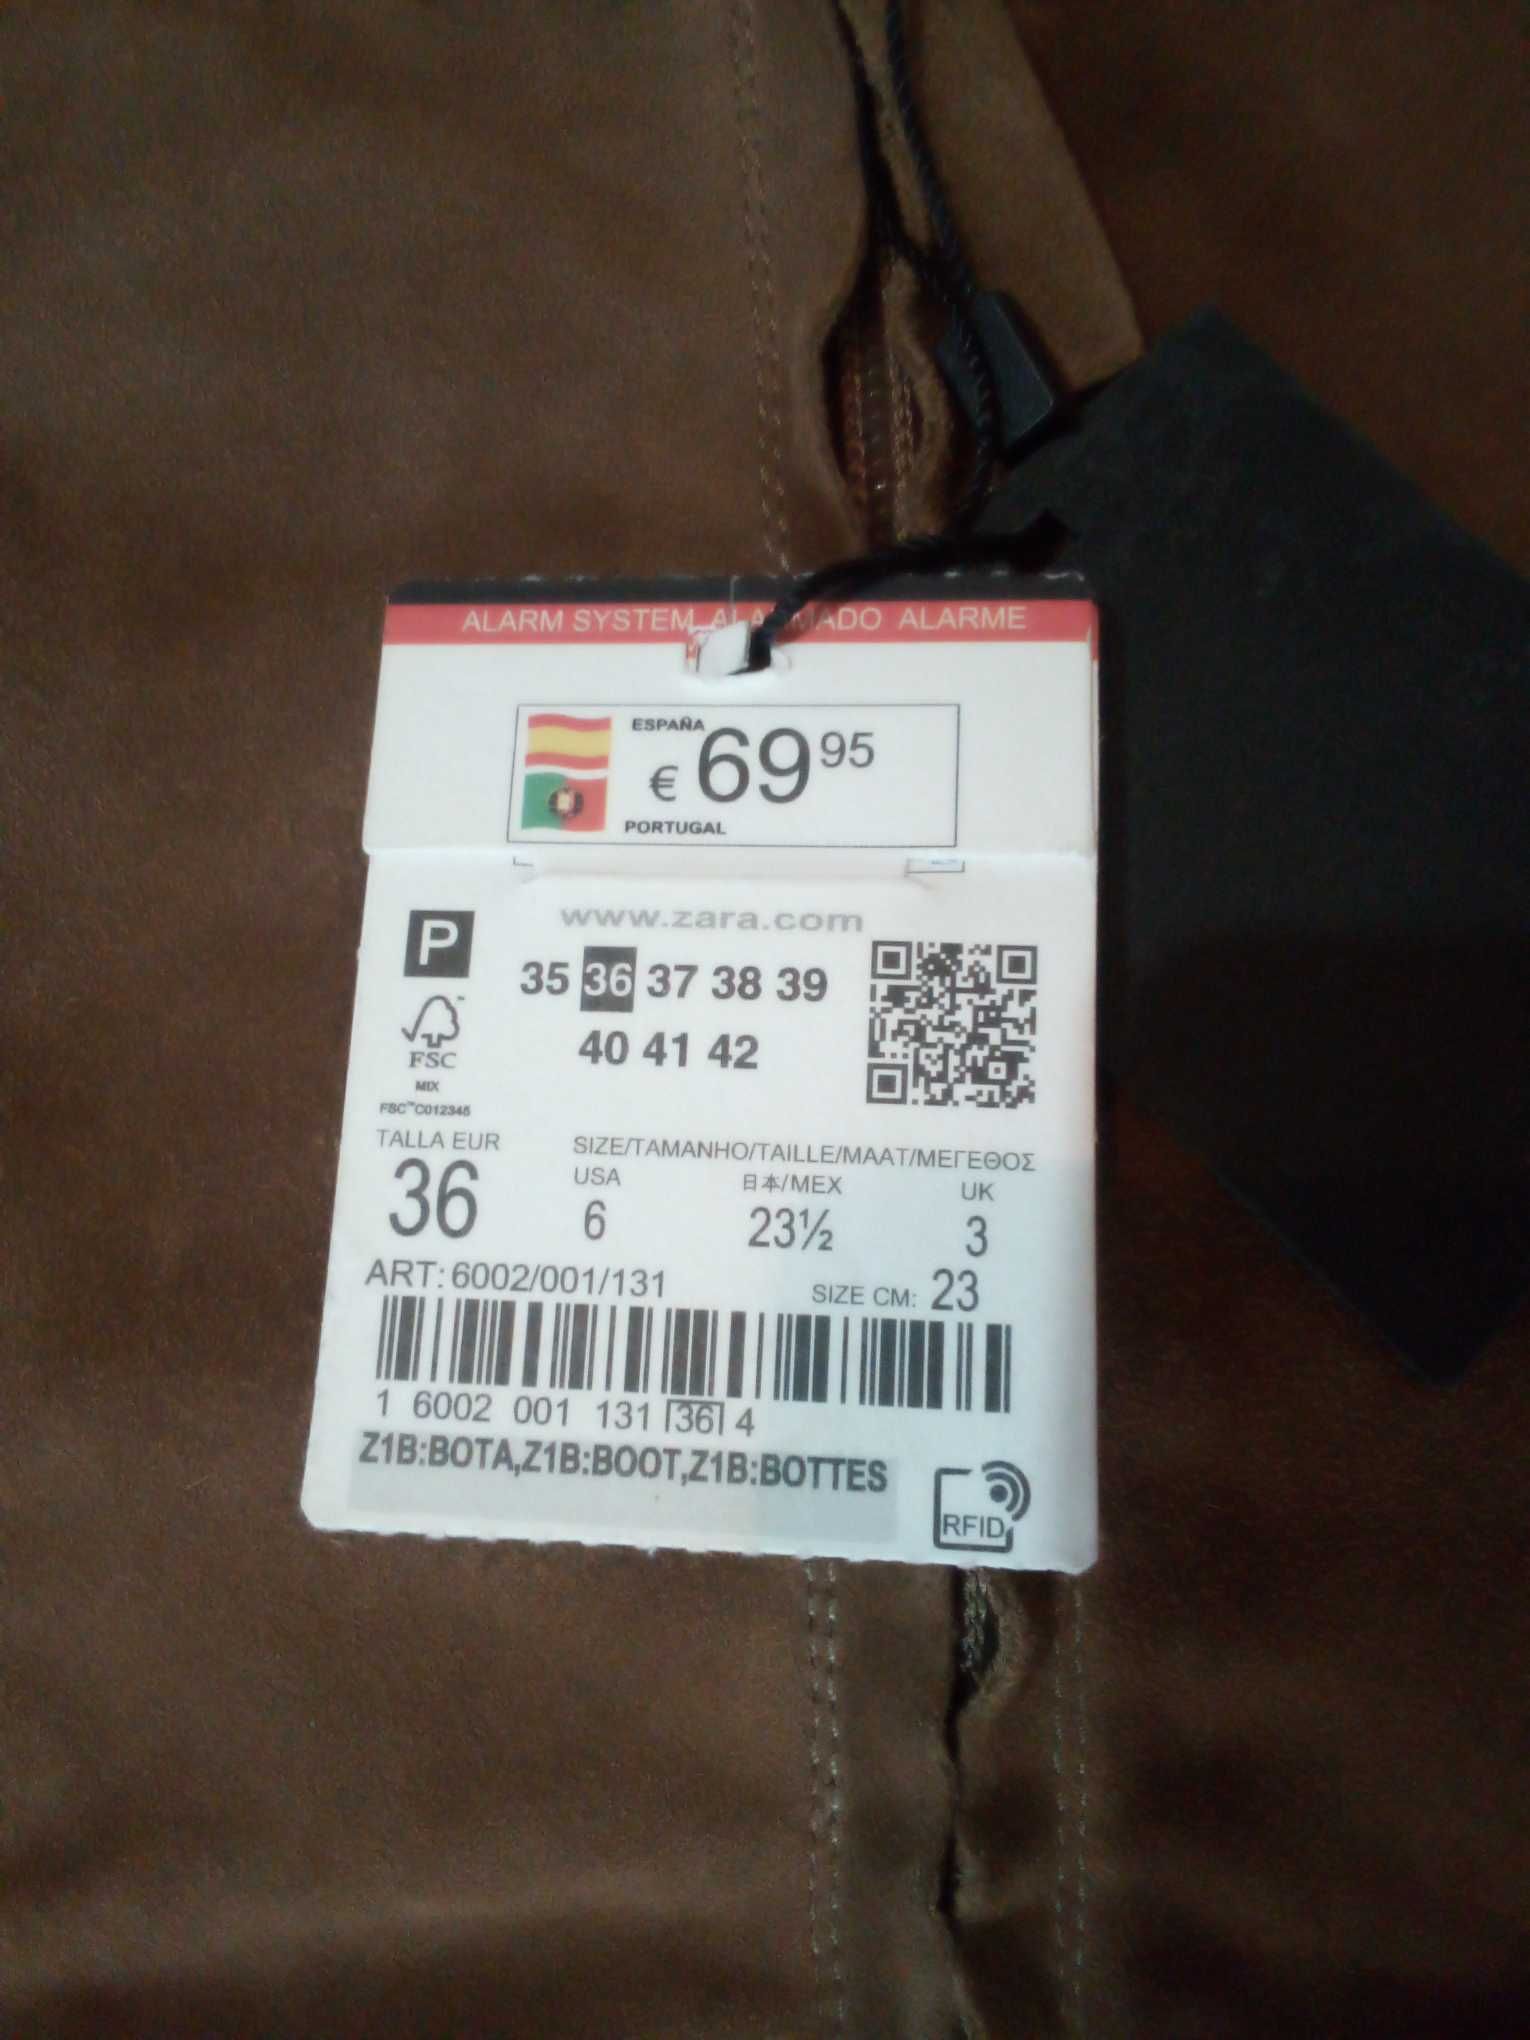 ALARM SYSTEM ALARMADO ALARME
ESPAÑA
€ 69 95
PORTUGAL
www.zara.com
P
35 36 37 38 39
40 41 42
FSC™
MIX
FSC™C012345
TALLA EUR
36
SIZE/TAMANHO/TAILLE/MAAT/ΜΕΓΕΘΟΣ
USA 日本/MEX UK
6 23½ 3
ART: 6002/001/131
SIZE CM: 23
1 6002 001 131 36 4
Z1B:BOTA,Z1B:BOOT,Z1B:BOTTES
RFID